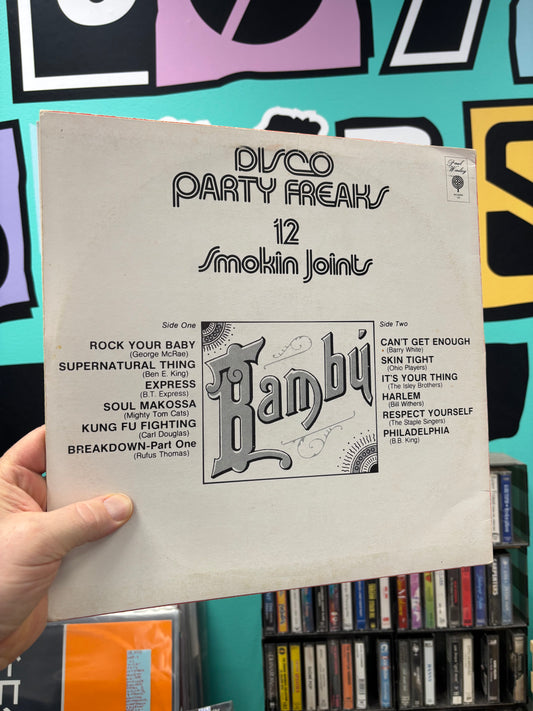 DISCO
PARTY FREAKS
12
Smokin Joints
Paul
Winley
Side One
ROCK YOUR BABY
(George McRae)
SUPERNATURAL THING
(Ben E. King)
EXPRESS
(B.T. Express)
SOUL MAKOSSA
(Mighty Tom Cats)
KUNG FU FIGHTING
(Carl Douglas)
BREAKDOWN-Part One
(Rufus Thomas)
Bambú
Side Two
CAN'T GET ENOUGH
(Barry White)
SKIN TIGHT
(Ohio Players)
IT'S YOUR THING
(The Isley Brothers)
HARLEM
(Bill Withers)
RESPECT YOURSELF
(The Staple Singers)
PHILADELPHIA
(B.B. King)